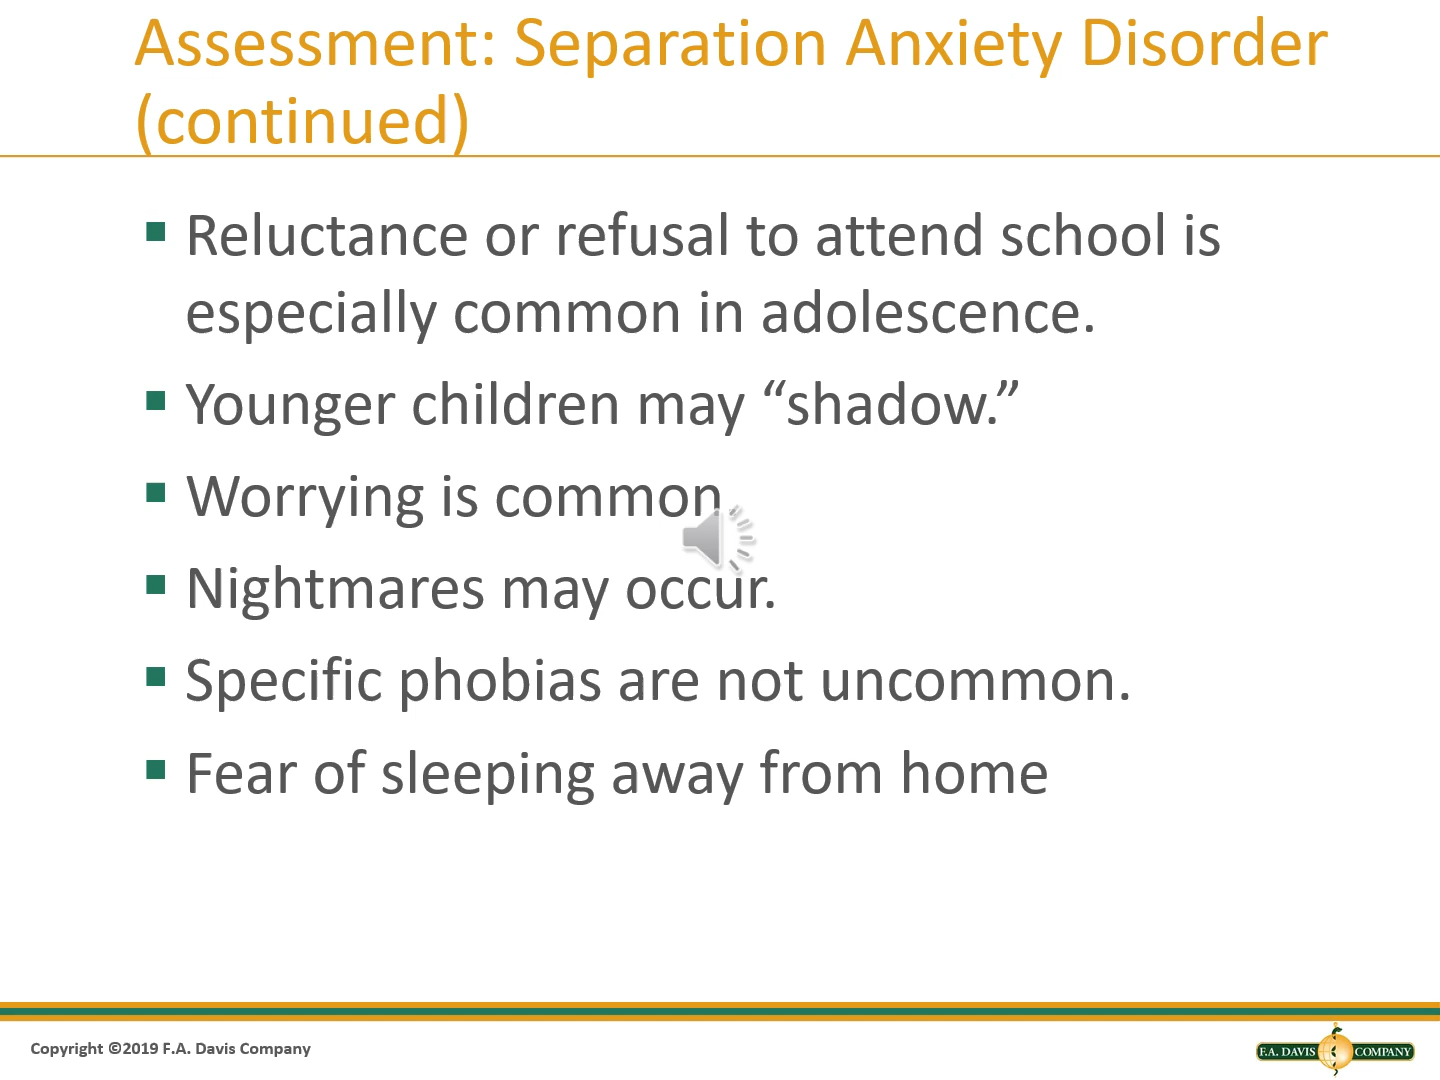 Assessment: Separation Anxiety Disorder
(continued)
▪ Reluctance or refusal to attend school is
especially common in adolescence.
▪ Younger children may “shadow.”
▪ Worrying is common
▪ Nightmares may occur.
▪ Specific phobias are not uncommon.
▪ Fear of sleeping away from home
Copyright ©2019 F.A. Davis Company
F.A. DAVIS COMPANY